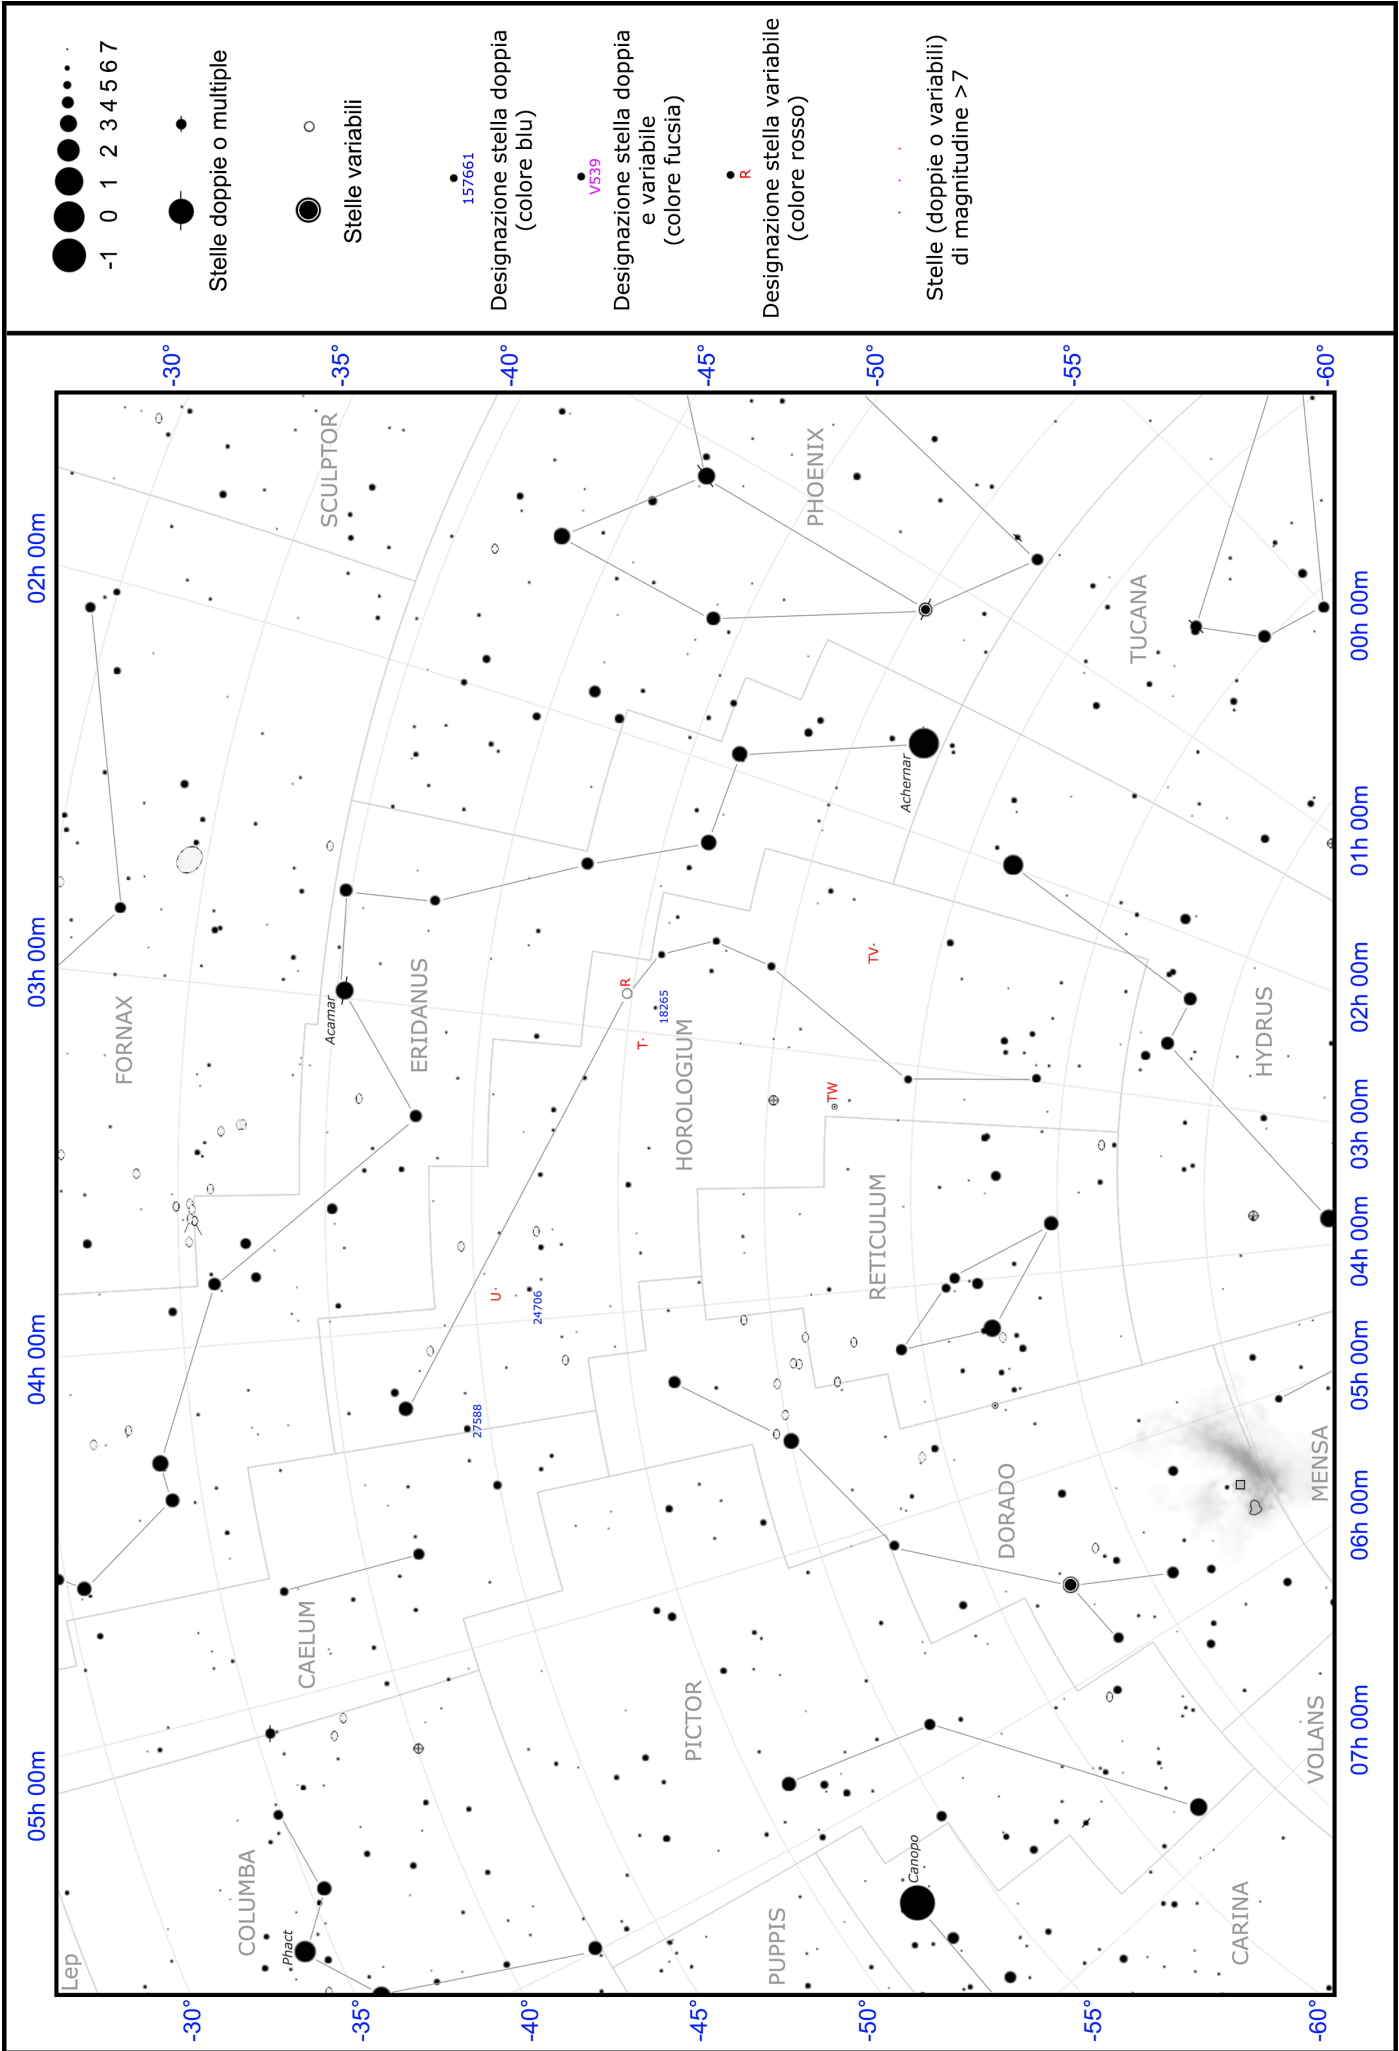 -1 0 1 2 3 4 5 6 7
Stelle doppie o multiple
Stelle variabili
157661
Designazione stella doppia
(colore blu)
V539
Designazione stella doppia
e variabile
(colore fucsia)
R
Designazione stella variabile
(colore rosso)
Stelle (doppie o variabili)
di magnitudine >7
05h 00m
04h 00m
03h 00m
02h 00m
-30°
-35°
-40°
-45°
-50°
-55°
-60°
-30°
-35°
-40°
-45°
-50°
-55°
-60°
07h 00m
06h 00m
05h 00m
04h 00m
03h 00m
02h 00m
01h 00m
00h 00m
Lep
FORNAX
SCULPTOR
COLUMBA
Phact
CAELUM
Acamar
ERIDANUS
27588
U
24706
R
18265
T
HOROLOGIUM
PICTOR
PUPPIS
PHOENIX
TW
TV
RETICULUM
Achernar
Canopo
DORADO
TUCANA
CARINA
HYDRUS
MENSA
VOLANS